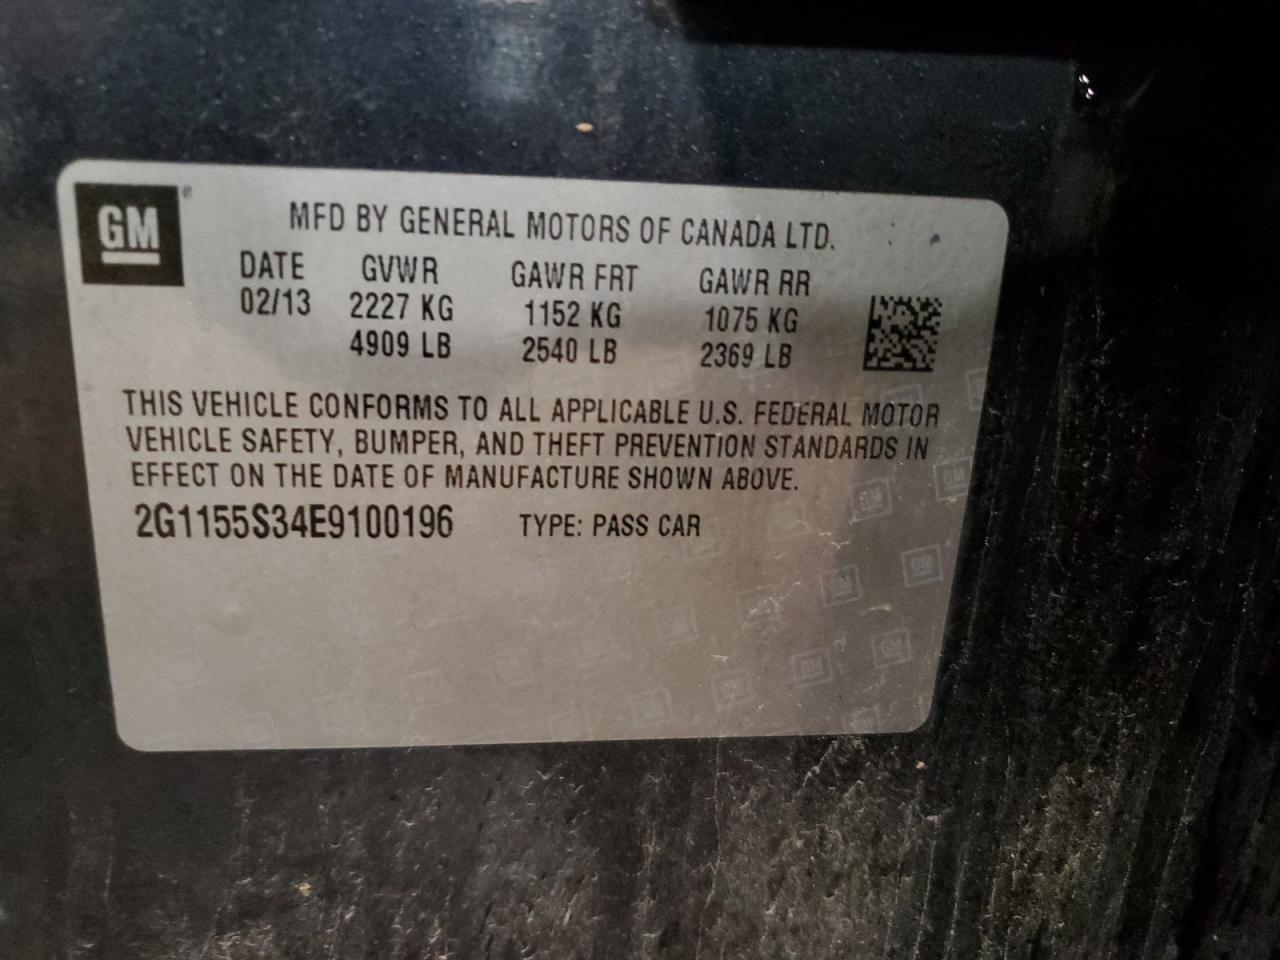 GM®
MFD BY GENERAL MOTORS OF CANADA LTD.
DATE GVWR GAWR FRT GAWR RR
02/13 2227 KG 1152 KG 1075 KG
4909 LB 2540 LB 2369 LB
THIS VEHICLE CONFORMS TO ALL APPLICABLE U.S. FEDERAL MOTOR
VEHICLE SAFETY, BUMPER, AND THEFT PREVENTION STANDARDS IN
EFFECT ON THE DATE OF MANUFACTURE SHOWN ABOVE.
2G1155S34E9100196 TYPE: PASS CAR